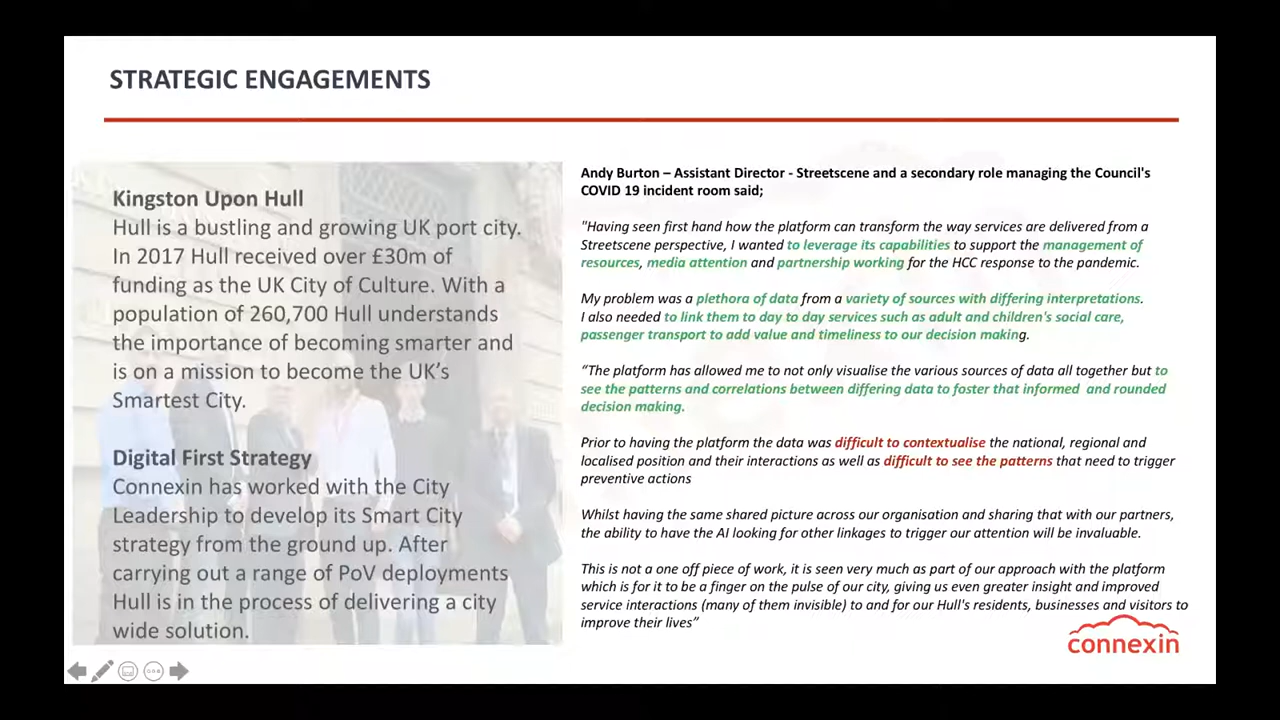 STRATEGIC ENGAGEMENTS
Kingston Upon Hull
Hull is a bustling and growing UK port city.
In 2017 Hull received over £30m of
funding as the UK City of Culture. With a
population of 260,700 Hull understands
the importance of becoming smarter and
is on a mission to become the UK's
Smartest City.
Digital First Strategy
Connexin has worked with the City
Leadership to develop its Smart City
strategy from the ground up. After
carrying out a range of PoV deployments
Hull is in the process of delivering a city
wide solution.
Andy Burton – Assistant Director - Streetscene and a secondary role managing the Council's
COVID 19 incident room said;
"Having seen first hand how the platform can transform the way services are delivered from a
Streetscene perspective, I wanted to leverage its capabilities to support the management of
resources, media attention and partnership working for the HCC response to the pandemic.
My problem was a plethora of data from a variety of sources with differing interpretations.
I also needed to link them to day to day services such as adult and children's social care,
passenger transport to add value and timeliness to our decision making.
“The platform has allowed me to not only visualise the various sources of data all together but to
see the patterns and correlations between differing data to foster that informed and rounded
decision making.
Prior to having the platform the data was difficult to contextualise the national, regional and
localised position and their interactions as well as difficult to see the patterns that need to trigger
preventive actions
Whilst having the same shared picture across our organisation and sharing that with our partners,
the ability to have the AI looking for other linkages to trigger our attention will be invaluable.
This is not a one off piece of work, it is seen very much as part of our approach with the platform
which is for it to be a finger on the pulse of our city, giving us even greater insight and improved
service interactions (many of them invisible) to and for our Hull's residents, businesses and visitors to
improve their lives”
connexin